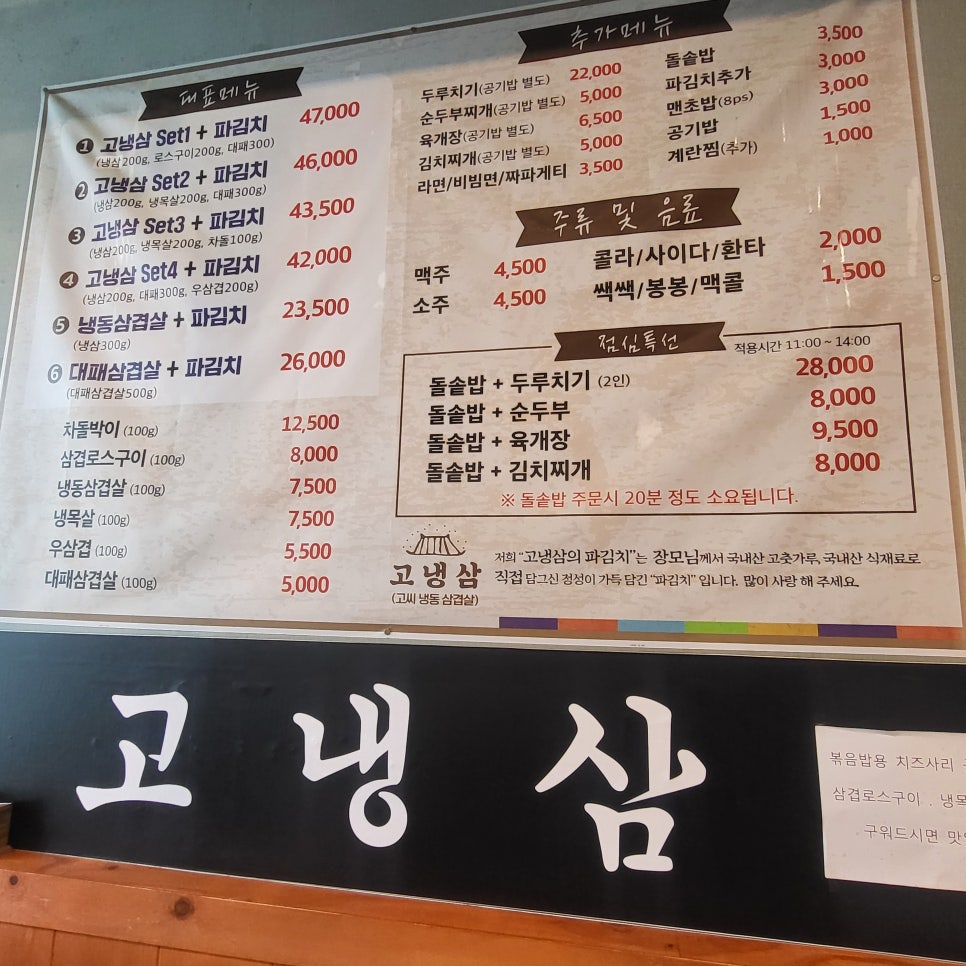 대표메뉴
❶ 고냉삼 Set1 + 파김치 47,000
(냉삼200g, 로스구이200g, 대패300)
❷ 고냉삼 Set2 + 파김치 46,000
(냉삼200g, 냉목살200g, 대패300g)
❸ 고냉삼 Set3 + 파김치 43,500
(냉삼200g, 냉목살200g, 차돌100g)
❹ 고냉삼 Set4 + 파김치 42,000
(냉삼200g, 대패300g, 우삼겹200g)
❺ 냉동삼겹살 + 파김치 23,500
(냉삼300g)
❻ 대패삼겹살 + 파김치 26,000
(대패삼겹살500g)
차돌박이 (100g) 12,500
삼겹로스구이 (100g) 8,000
냉동삼겹살 (100g) 7,500
냉목살 (100g) 7,500
우삼겹 (100g) 5,500
대패삼겹살 (100g) 5,000
추가메뉴
두루치기(공기밥 별도) 22,000
순두부찌개(공기밥 별도) 5,000
육개장(공기밥 별도) 6,500
김치찌개(공기밥 별도) 5,000
라면/비빔면/짜파게티 3,500
돌솥밥 3,500
파김치추가 3,000
맨초밥(8ps) 3,000
공기밥 1,500
계란찜(추가) 1,000
주류 및 음료
맥주 4,500
소주 4,500
콜라/사이다/환타 2,000
쌕쌕/봉봉/맥콜 1,500
점심특선 적용시간 11:00 ~ 14:00
돌솥밥 + 두루치기 (2인) 28,000
돌솥밥 + 순두부 8,000
돌솥밥 + 육개장 9,500
돌솥밥 + 김치찌개 8,000
※ 돌솥밥 주문시 20분 정도 소요됩니다.
고냉삼
(고씨 냉동 삼겹살)
저희 "고냉삼의 파김치"는 장모님께서 국내산 고춧가루, 국내산 식재료로
직접 담그신 정정이 가득 담긴 "파김치" 입니다. 많이 사랑 해 주세요.
고냉삼
볶음밥용 치즈사리
삼겹로스구이 . 냉목
구워드시면 맛